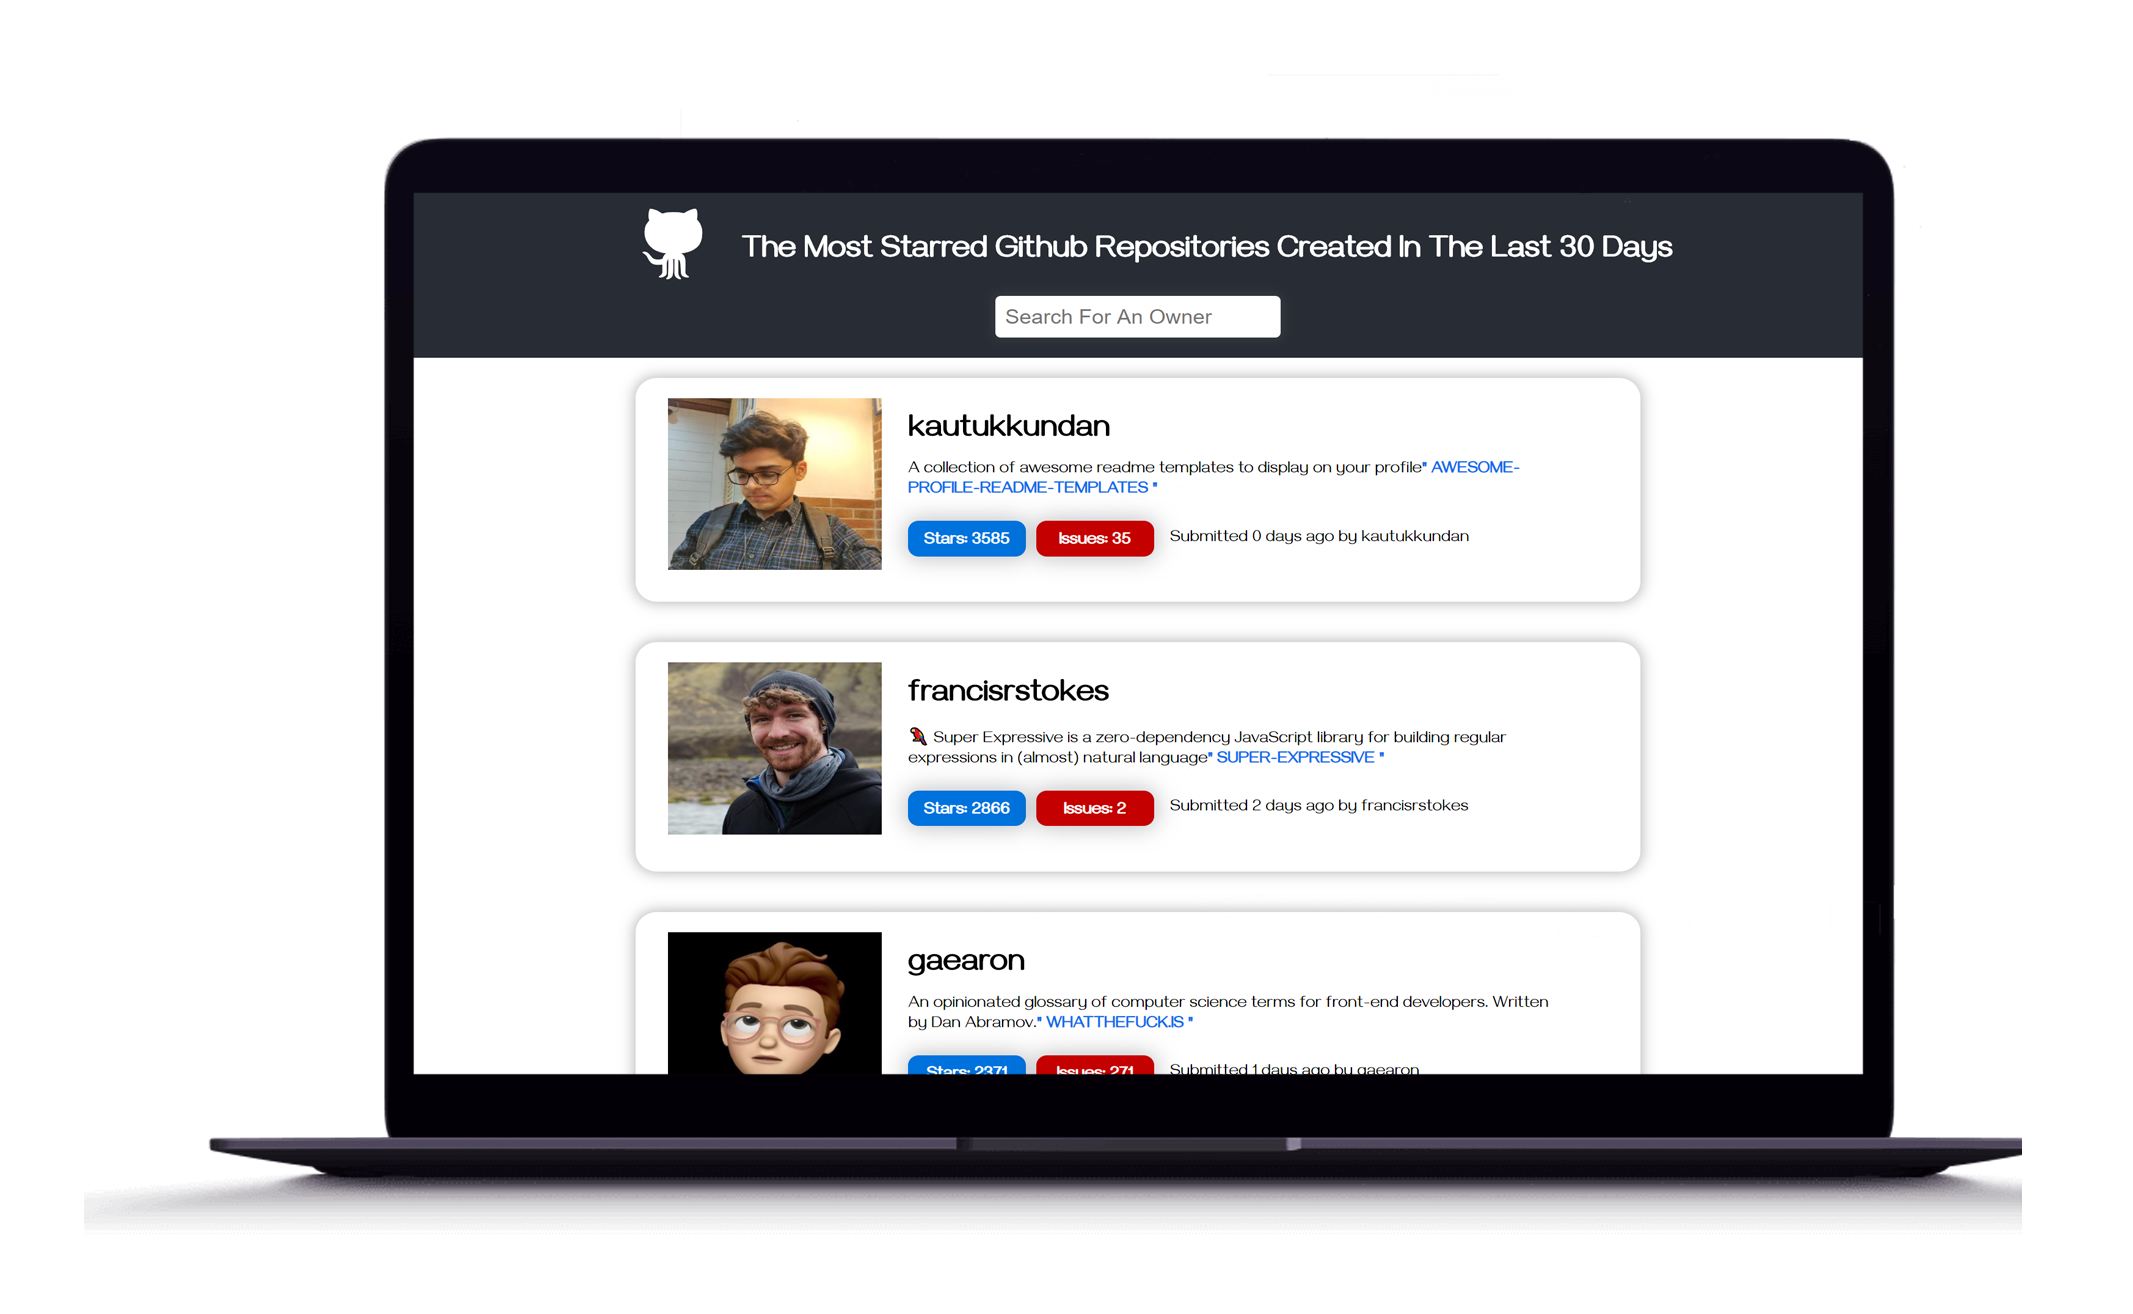 The Most Starred Github Repositories Created In The Last 30 Days
Search For An Owner
kautukkundan
A collection of awesome readme templates to display on your profile" AWESOME-
PROFILE-README-TEMPLATES "
Stars: 3585 Issues: 35 Submitted 0 days ago by kautukkundan
francisrstokes
🦜 Super Expressive is a zero-dependency JavaScript library for building regular
expressions in (almost) natural language" SUPER-EXPRESSIVE "
Stars: 2866 Issues: 2 Submitted 2 days ago by francisrstokes
gaearon
An opinionated glossary of computer science terms for front-end developers. Written
by Dan Abramov." WHATTHEFUCK.IS "
Stars: 2371 Issues: 271 Submitted 1 days ago by gaearon